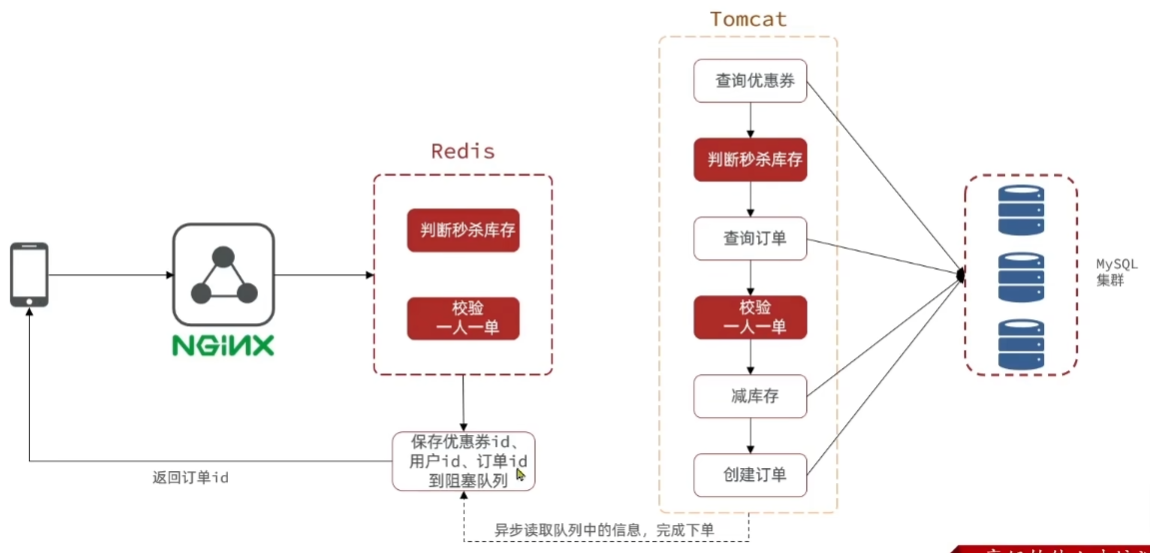 Tomcat
查询优惠券
判断秒杀库存
查询订单
校验
一人一单
减库存
创建订单
Redis
判断秒杀库存
校验
一人一单
NGiNX
MySQL
集群
保存优惠券id、
用户id、订单id
到阻塞队列
返回订单id
异步读取队列中的信息，完成下单